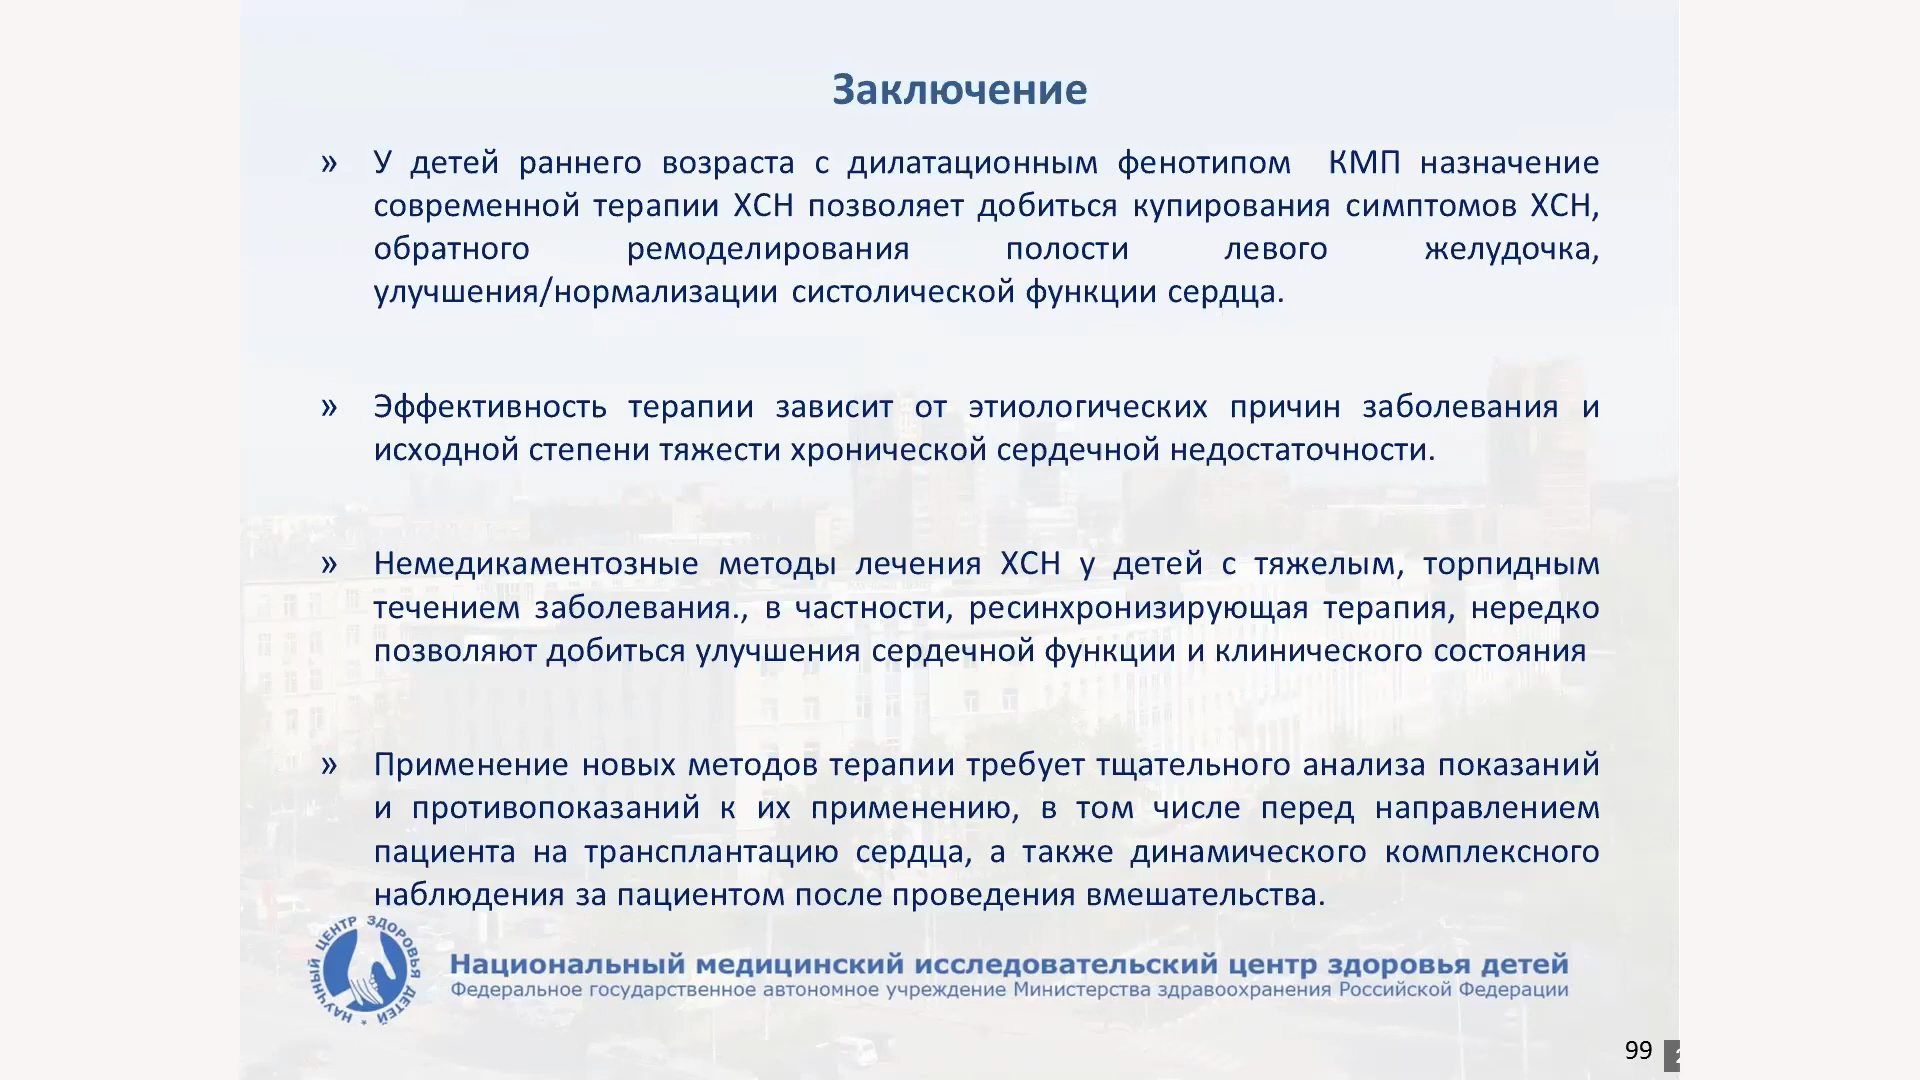 Заключение
» У детей раннего возраста с дилатационным фенотипом КМП назначение
современной терапии ХСН позволяет добиться купирования симптомов ХСН,
обратного ремоделирования полости левого желудочка,
улучшения/нормализации систолической функции сердца.
» Эффективность терапии зависит от этиологических причин заболевания и
исходной степени тяжести хронической сердечной недостаточности.
» Немедикаментозные методы лечения ХСН у детей с тяжелым, торпидным
течением заболевания., в частности, ресинхронизирующая терапия, нередко
позволяют добиться улучшения сердечной функции и клинического состояния
» Применение новых методов терапии требует тщательного анализа показаний
и противопоказаний к их применению, в том числе перед направлением
пациента на трансплантацию сердца, а также динамического комплексного
наблюдения за пациентом после проведения вмешательства.
НАУЧНЫЙ ЦЕНТР ЗДОРОВЬЯ ДЕТЕЙ
Национальный медицинский исследовательский центр здоровья детей
Федеральное государственное автономное учреждение Министерства здравоохранения Российской Федерации
99